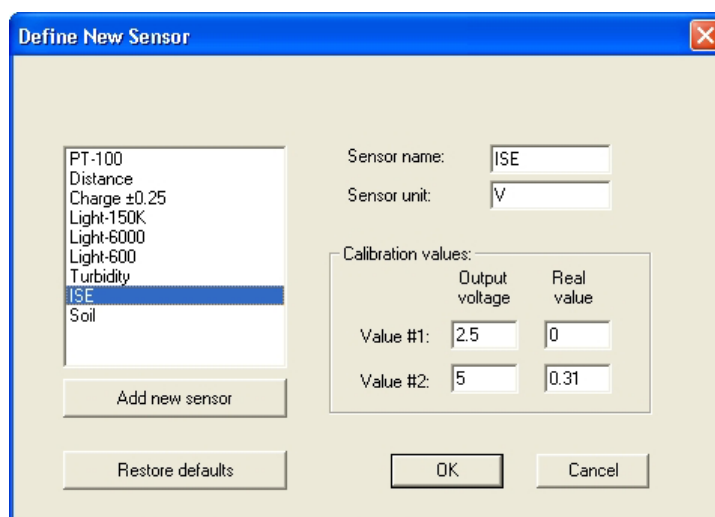 Define New Sensor
PT-100
Distance
Charge ±0.25
Light-150K
Light-6000
Light-600
Turbidity
ISE
Soil
Add new sensor
Restore defaults
Sensor name: ISE
Sensor unit: V
Calibration values:
Output voltage
Real value
Value #1: 2.5 0
Value #2: 5 0.31
OK
Cancel